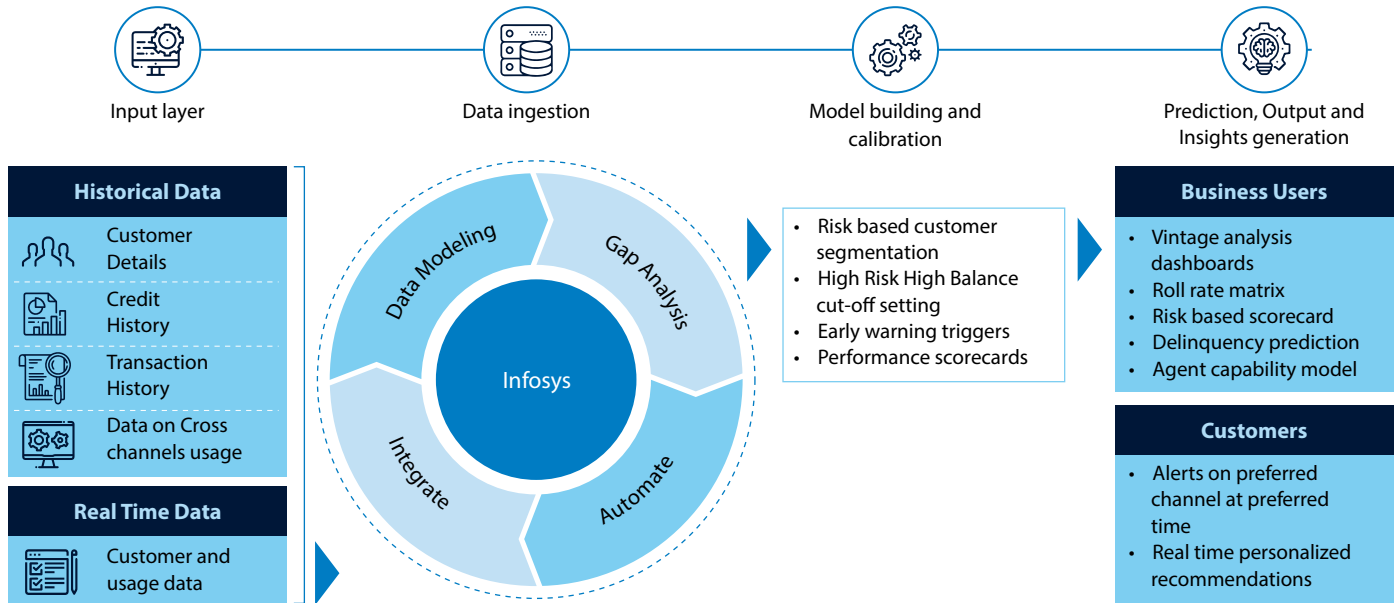 Input layer
Data ingestion
Model building and
calibration
Prediction, Output and
Insights generation
Historical Data
Customer
Details
Credit
History
Transaction
History
Data on Cross
channels usage
Real Time Data
Customer and
usage data
Data Modeling
Gap Analysis
Integrate
Automate
Infosys
• Risk based customer
segmentation
• High Risk High Balance
cut-off setting
• Early warning triggers
• Performance scorecards
Business Users
• Vintage analysis
dashboards
• Roll rate matrix
• Risk based scorecard
• Delinquency prediction
• Agent capability model
Customers
• Alerts on preferred
channel at preferred
time
• Real time personalized
recommendations